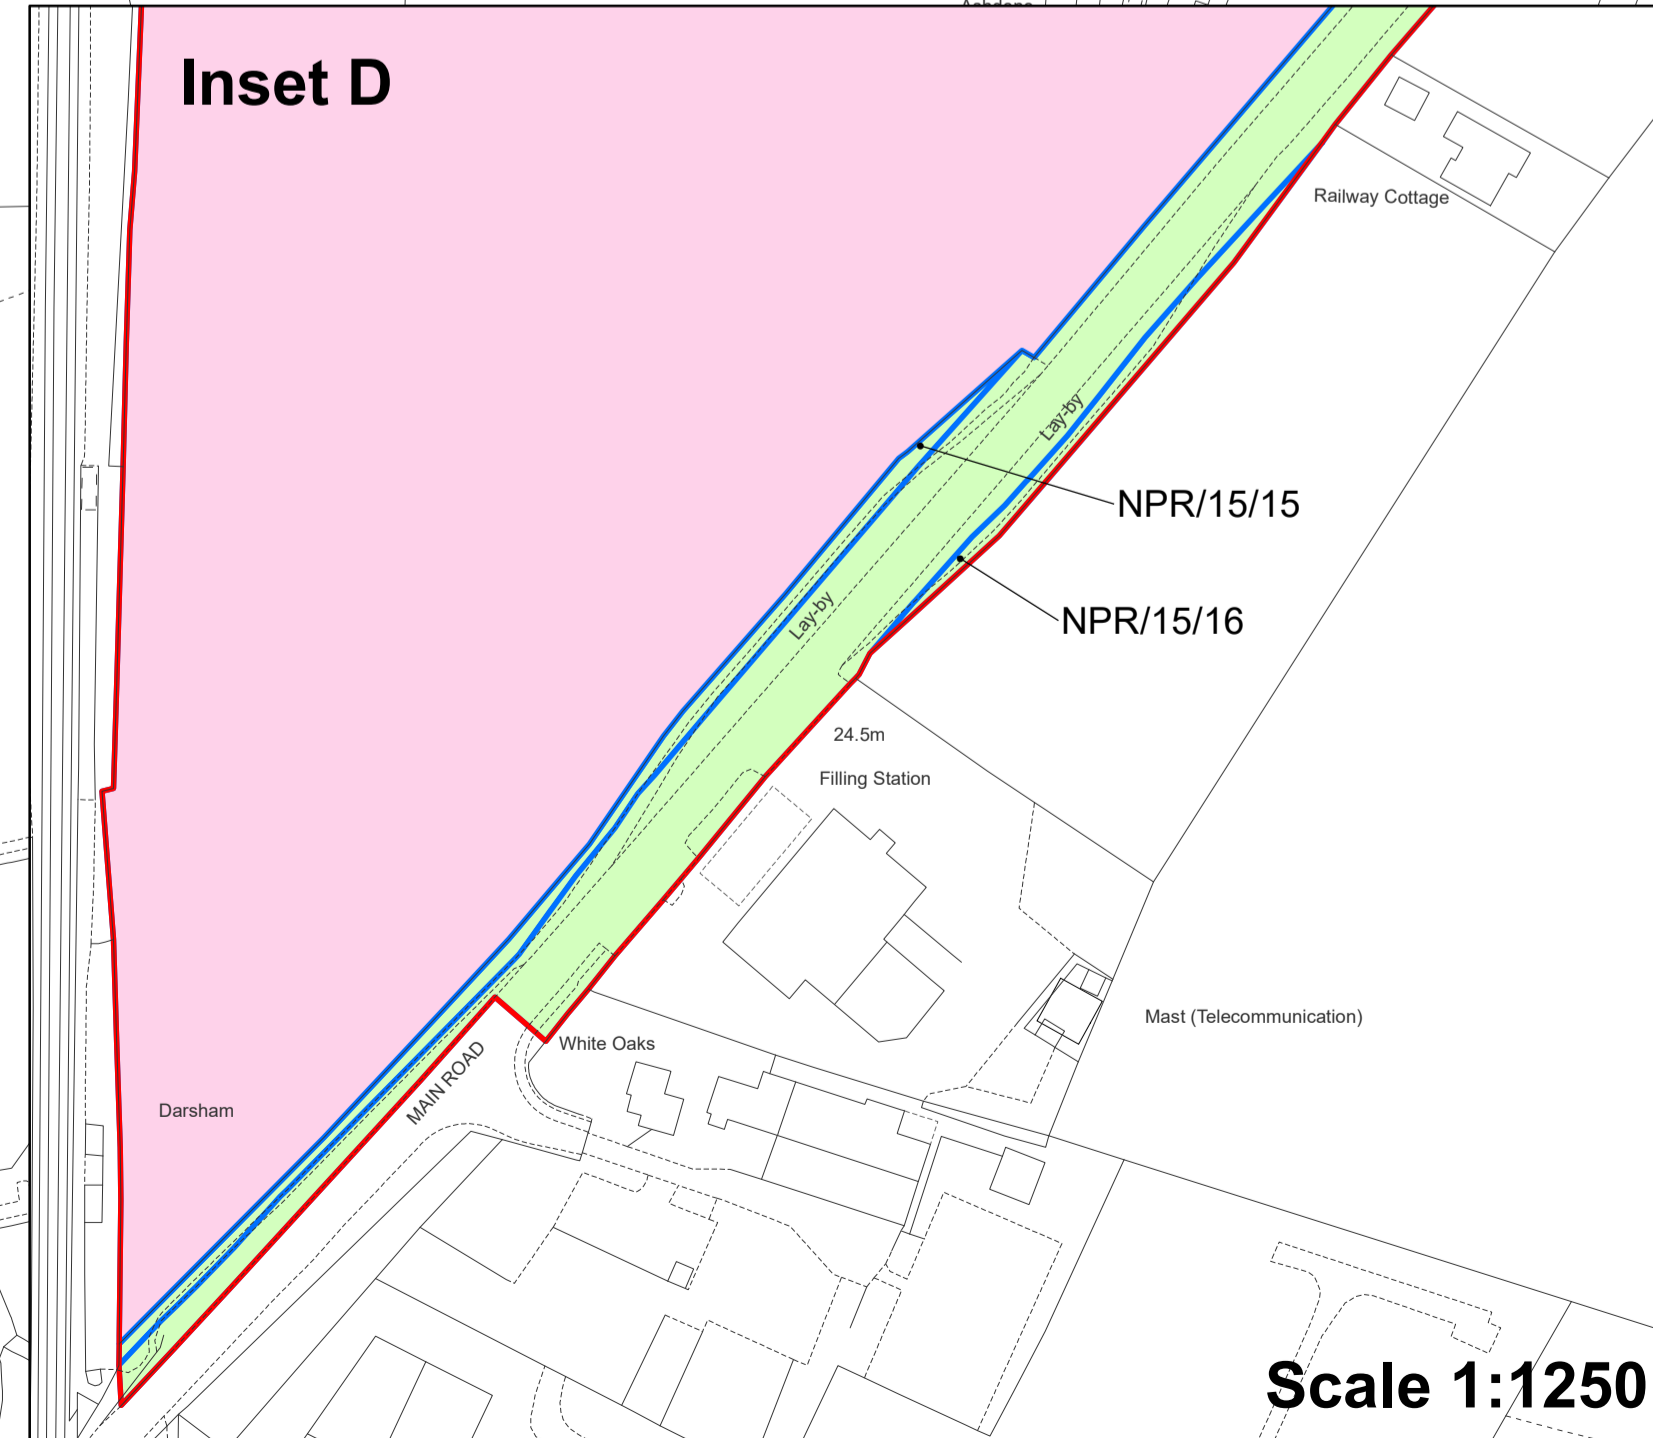 Ashdene
Inset D
Railway Cottage
Lay-by
NPR/15/15
Lay-by
NPR/15/16
24.5m
Filling Station
Mast (Telecommunication)
White Oaks
MAIN ROAD
Darsham
Scale 1:1250